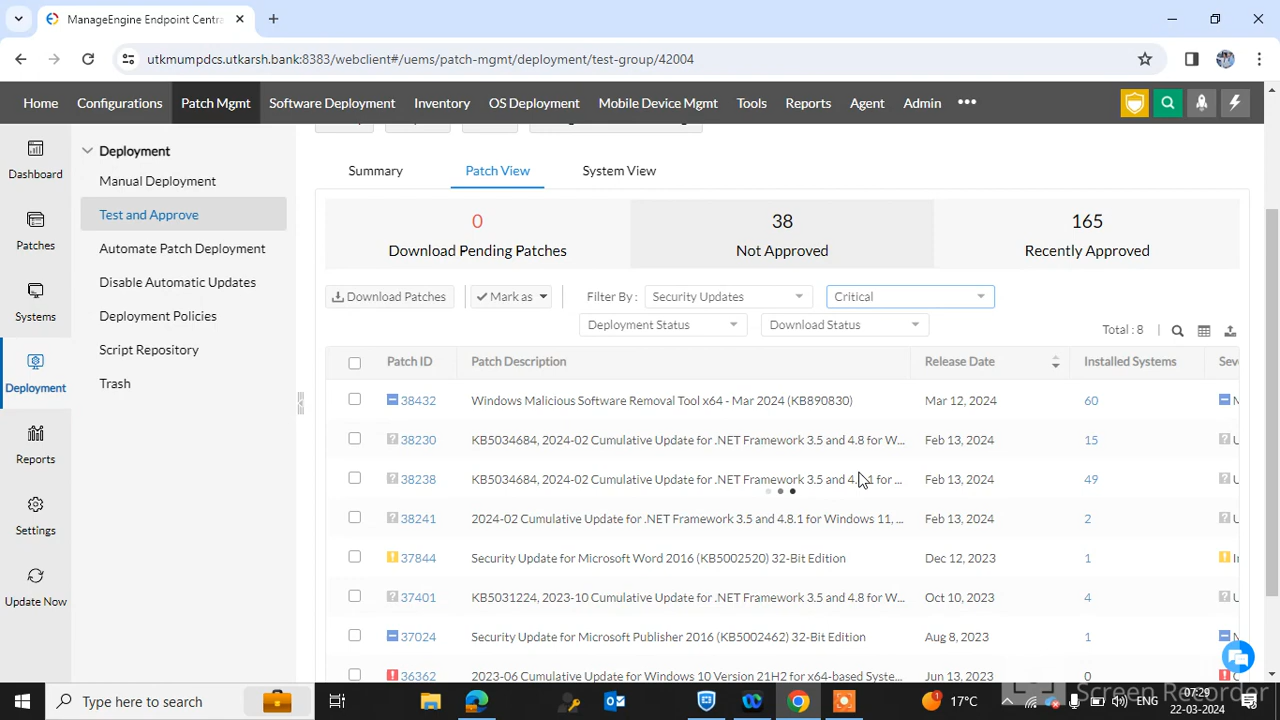 ManageEngine Endpoint Centra
utkmumpdcs.utkarsh.bank:8383/webclient#/uems/patch-mgmt/deployment/test-group/42004
Home Configurations Patch Mgmt Software Deployment Inventory OS Deployment Mobile Device Mgmt Tools Reports Agent Admin •••
Dashboard
Patches
Systems
Deployment
Reports
Settings
Update Now
Deployment
Manual Deployment
Test and Approve
Automate Patch Deployment
Disable Automatic Updates
Deployment Policies
Script Repository
Trash
Summary Patch View System View
0 38 165
Download Pending Patches Not Approved Recently Approved
Download Patches Mark as Filter By : Security Updates Critical
Deployment Status Download Status Total : 8
Patch ID Patch Description Release Date Installed Systems Seve
38432 Windows Malicious Software Removal Tool x64 - Mar 2024 (KB890830) Mar 12, 2024 60
38230 KB5034684, 2024-02 Cumulative Update for .NET Framework 3.5 and 4.8 for W... Feb 13, 2024 15 U
38238 KB5034684, 2024-02 Cumulative Update for .NET Framework 3.5 and 4.8.1 for ... Feb 13, 2024 49 U
38241 2024-02 Cumulative Update for .NET Framework 3.5 and 4.8.1 for Windows 11, ... Feb 13, 2024 2 U
37844 Security Update for Microsoft Word 2016 (KB5002520) 32-Bit Edition Dec 12, 2023 1
37401 KB5031224, 2023-10 Cumulative Update for .NET Framework 3.5 and 4.8 for W... Oct 10, 2023 4 U
37024 Security Update for Microsoft Publisher 2016 (KB5002462) 32-Bit Edition Aug 8, 2023 1
36362 2023-06 Cumulative Update for Windows 10 Version 21H2 for x64-based Syste... Jun 13, 2023 0
Type here to search 17°C ENG 07:29
22-03-2024
Screen Recorder